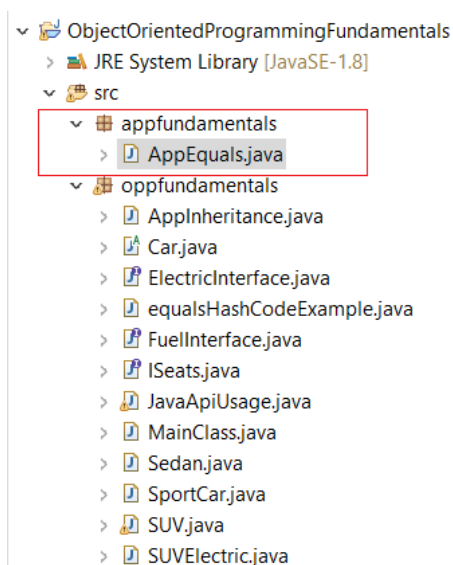 ObjectOrientedProgrammingFundamentals
JRE System Library [JavaSE-1.8]
src
appfundamentals
AppEquals.java
oppfundamentals
AppInheritance.java
Car.java
ElectricInterface.java
equalsHashCodeExample.java
FuelInterface.java
ISeats.java
JavaApiUsage.java
MainClass.java
Sedan.java
SportCar.java
SUV.java
SUVElectric.java